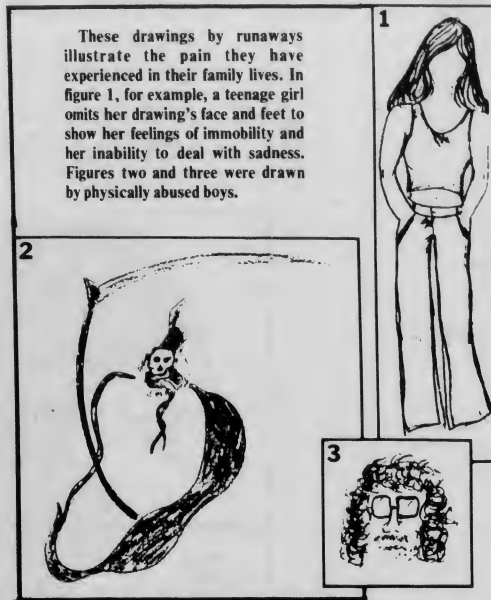 These drawings by runaways
illustrate the pain they have
experienced in their family lives. In
figure 1, for example, a teenage girl
omits her drawing's face and feet to
show her feelings of immobility and
her inability to deal with sadness.
Figures two and three were drawn
by physically abused boys.
1
2
3